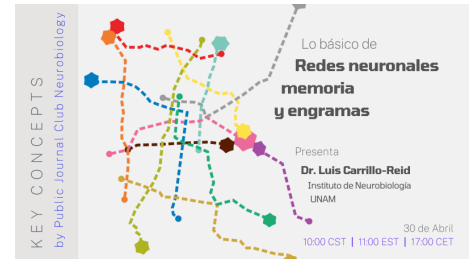 KEY CONCEPTS
by Public Journal Club Neurobiology
Lo básico de
Redes neuronales
memoria
y engramas
Presenta
Dr. Luis Carrillo-Reid
Instituto de Neurobiología
UNAM
30 de Abril
10:00 CST | 11:00 EST | 17:00 CET